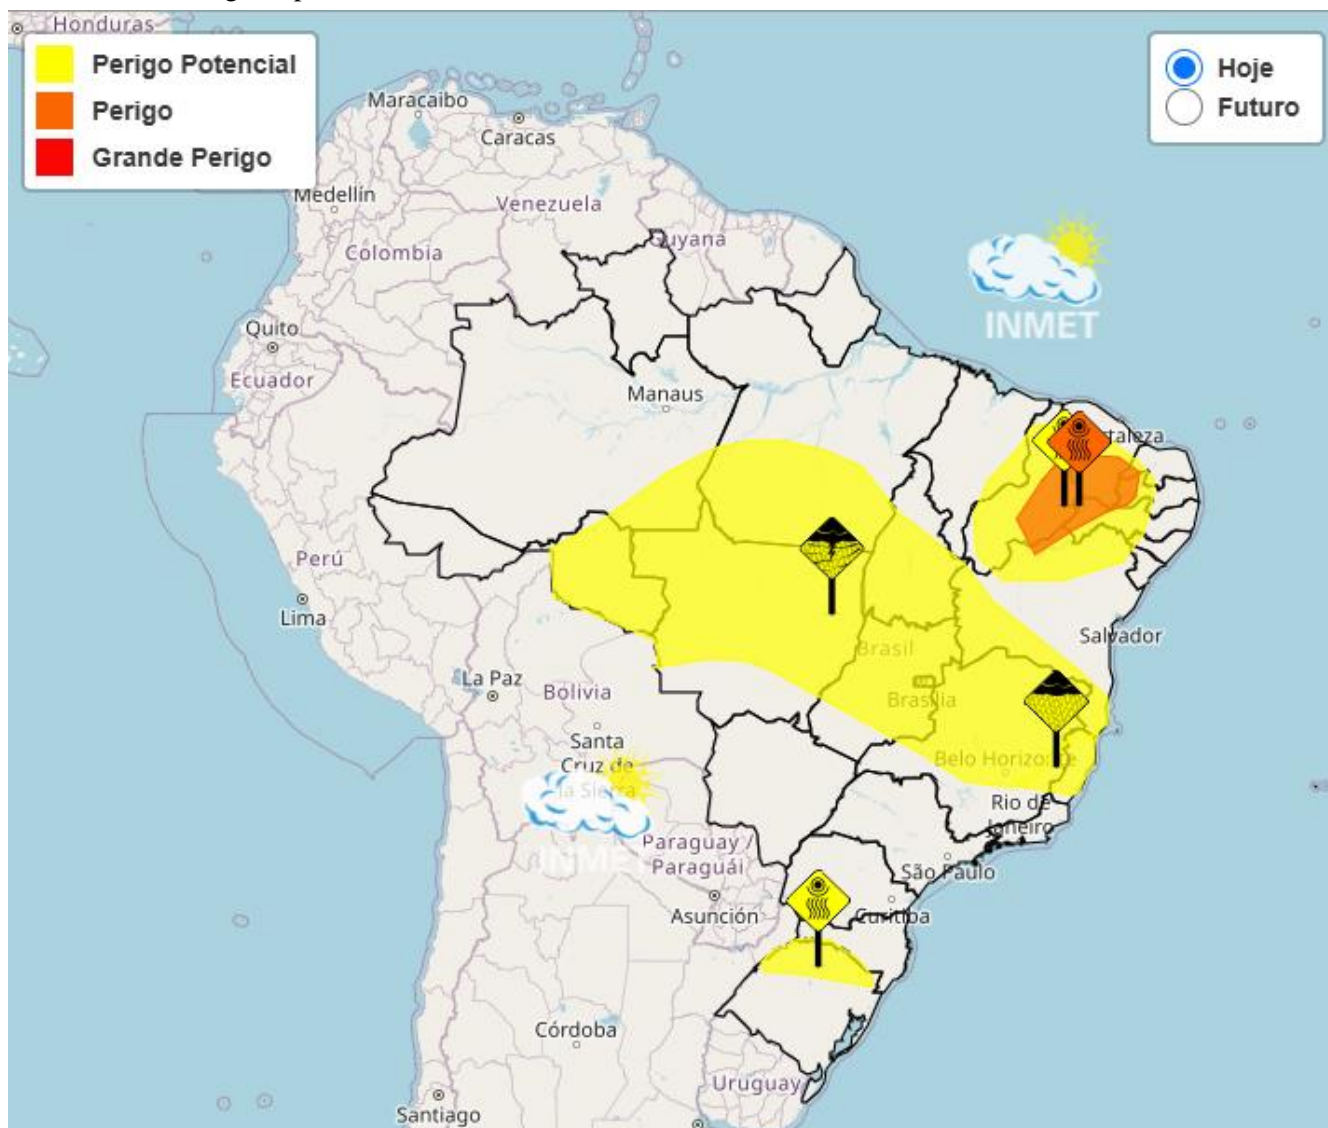 Honduras
Perigo Potencial
Perigo
Grande Perigo
Hoje
Futuro
Maracaibo
Caracas
Medellín
Venezuela
Guyana
Colombia
INMET
Quito
Ecuador
Manaus
rtaleza
Perú
Lima
Salvador
Brasil
La Paz
Bolivia
Brasília
Santa
Cruz de
la Sierra
Belo Horizonte
Rio de
Janeiro
INMET
Paraguay /
Paraguái
São Paulo
Asunción
Curitiba
Córdoba
Uruguay
Santiago